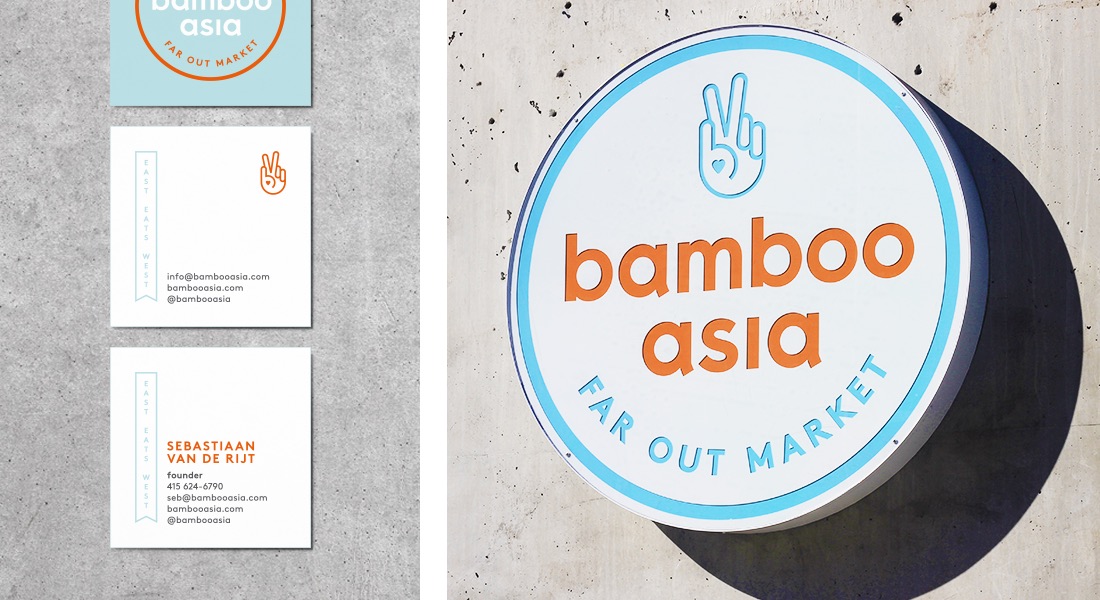 bamboo
asia
FAR OUT MARKET
EAST EATS WEST
info@bambooasia.com
bambooasia.com
@bambooasia
EAST EATS WEST
SEBASTIAAN
VAN DE RIJT
founder
415 624-6790
seb@bambooasia.com
bambooasia.com
@bambooasia
bamboo
asia
FAR OUT MARKET